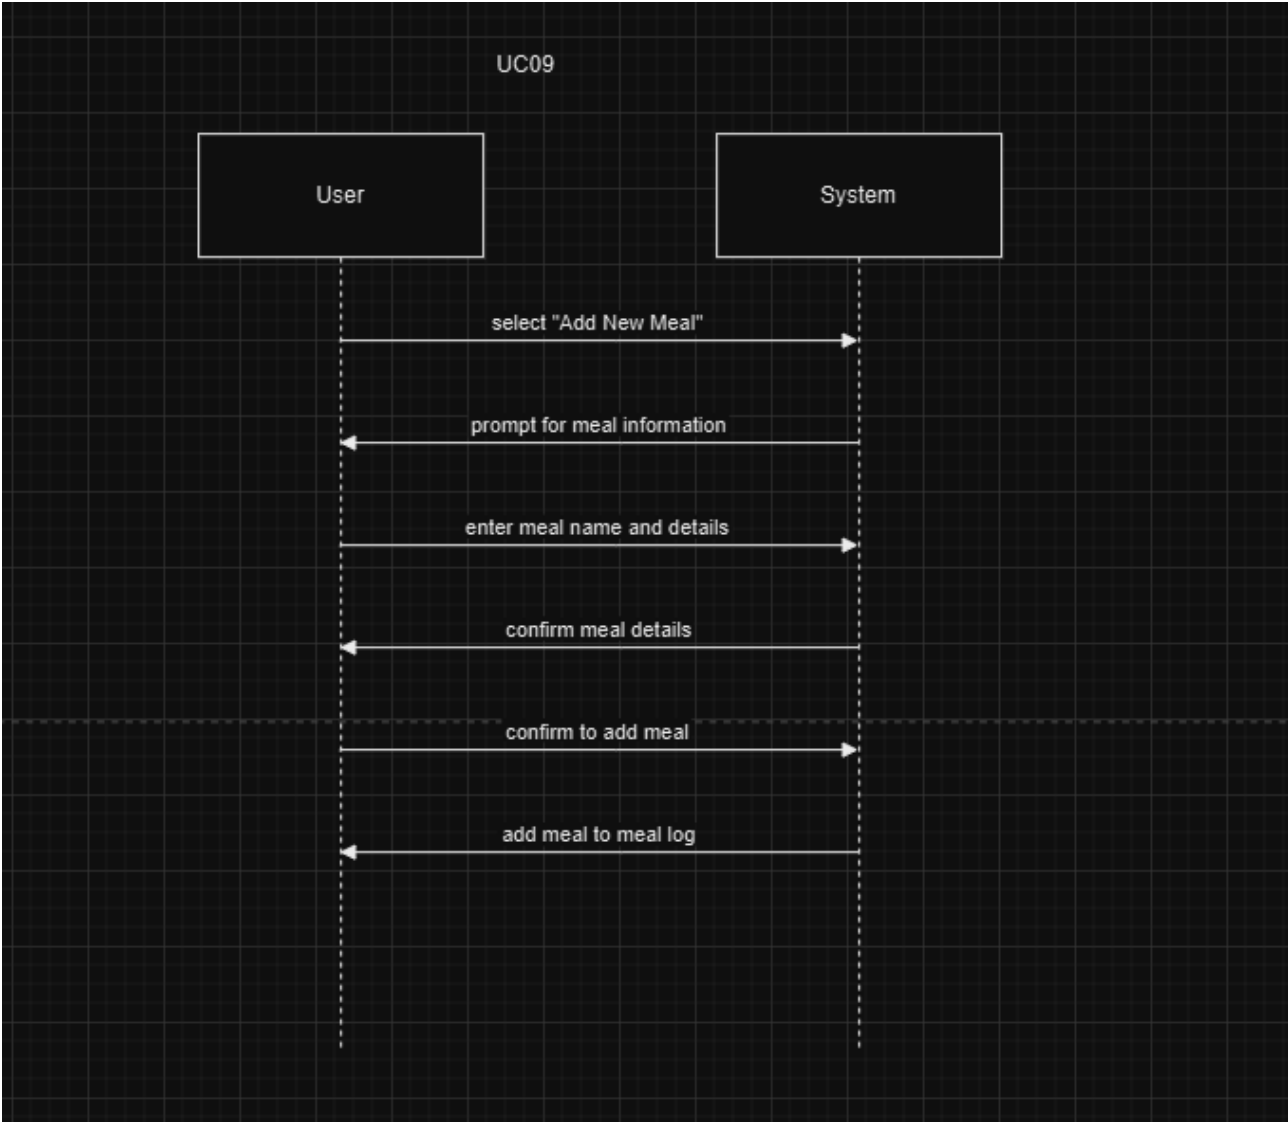 UC09
User
System
select "Add New Meal"
prompt for meal information
enter meal name and details
confirm meal details
confirm to add meal
add meal to meal log